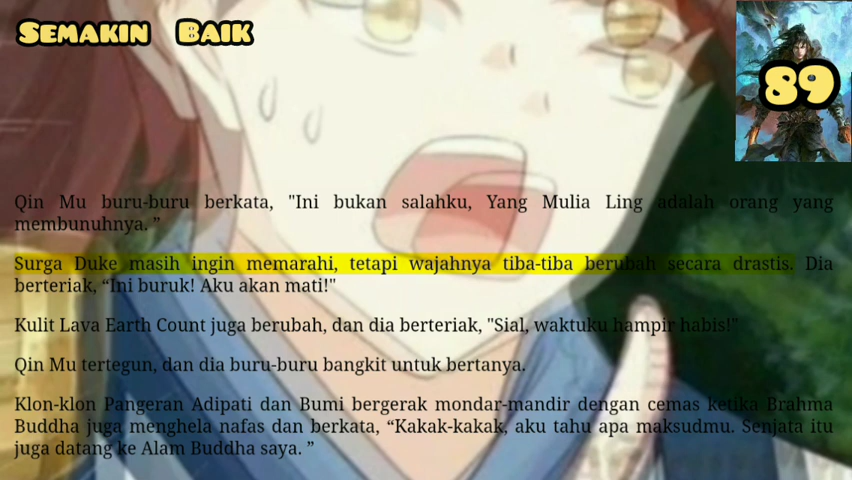 Semakin Baik
89
Qin Mu buru-buru berkata, "Ini bukan salahku, Yang Mulia Ling adalah orang yang
membunuhnya. ”
Surga Duke masih ingin memarahi, tetapi wajahnya tiba-tiba berubah secara drastis. Dia
berteriak, “Ini buruk! Aku akan mati!"
Kulit Lava Earth Count juga berubah, dan dia berteriak, "Sial, waktuku hampir habis!"
Qin Mu tertegun, dan dia buru-buru bangkit untuk bertanya.
Klon-klon Pangeran Adipati dan Bumi bergerak mondar-mandir dengan cemas ketika Brahma
Buddha juga menghela nafas dan berkata, “Kakak-kakak, aku tahu apa maksudmu. Senjata itu
juga datang ke Alam Buddha saya. ”